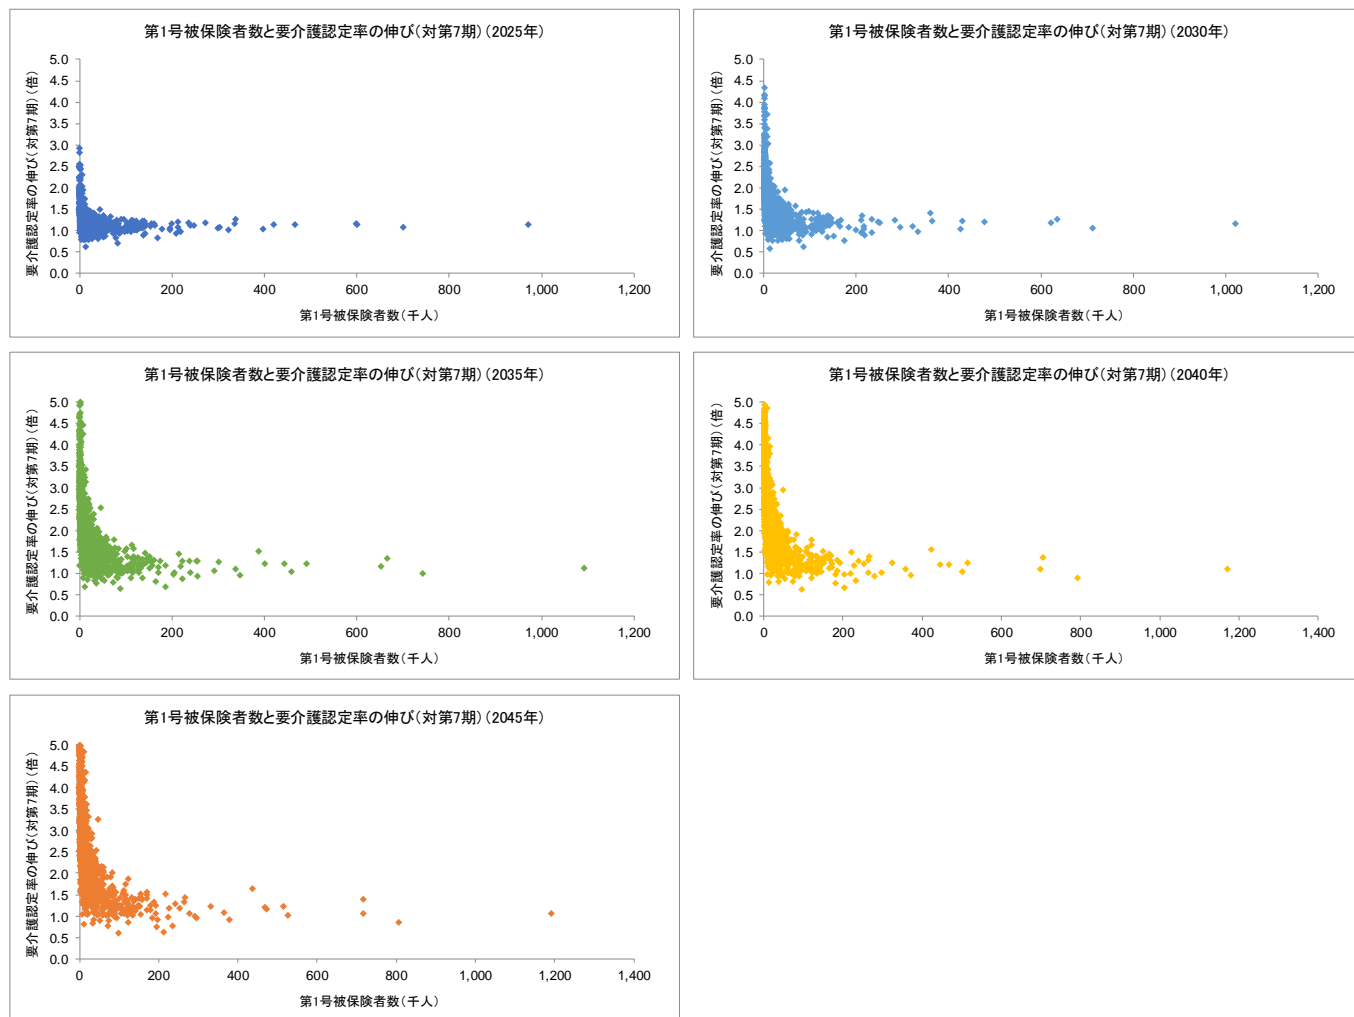 第1号被保険者数と要介護認定率の伸び(対第7期)(2025年)
要介護認定率の伸び(対第7期)(倍)
5.0
4.5
4.0
3.5
3.0
2.5
2.0
1.5
1.0
0.5
0.0
0 200 400 600 800 1,000 1,200
第1号被保険者数(千人)
第1号被保険者数と要介護認定率の伸び(対第7期)(2030年)
要介護認定率の伸び(対第7期)(倍)
5.0
4.5
4.0
3.5
3.0
2.5
2.0
1.5
1.0
0.5
0.0
0 200 400 600 800 1,000 1,200
第1号被保険者数(千人)
第1号被保険者数と要介護認定率の伸び(対第7期)(2035年)
要介護認定率の伸び(対第7期)(倍)
5.0
4.5
4.0
3.5
3.0
2.5
2.0
1.5
1.0
0.5
0.0
0 200 400 600 800 1,000 1,200
第1号被保険者数(千人)
第1号被保険者数と要介護認定率の伸び(対第7期)(2040年)
要介護認定率の伸び(対第7期)(倍)
5.0
4.5
4.0
3.5
3.0
2.5
2.0
1.5
1.0
0.5
0.0
0 200 400 600 800 1,000 1,200 1,400
第1号被保険者数(千人)
第1号被保険者数と要介護認定率の伸び(対第7期)(2045年)
要介護認定率の伸び(対第7期)(倍)
5.0
4.5
4.0
3.5
3.0
2.5
2.0
1.5
1.0
0.5
0.0
0 200 400 600 800 1,000 1,200 1,400
第1号被保険者数(千人)